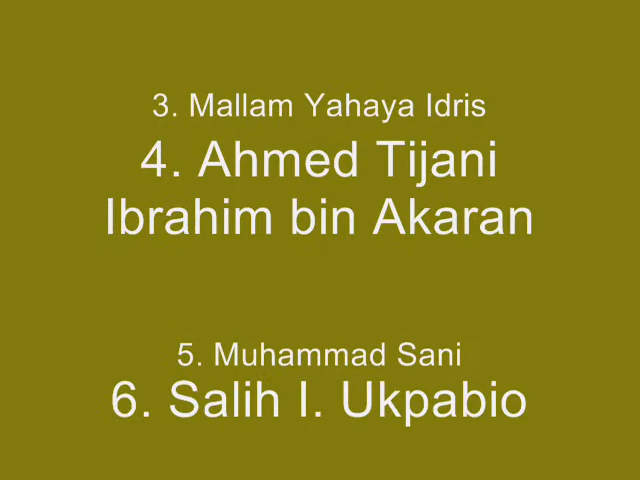 3. Mallam Yahaya Idris
4. Ahmed Tijani
Ibrahim bin Akaran
5. Muhammad Sani
6. Salih I. Ukpabio